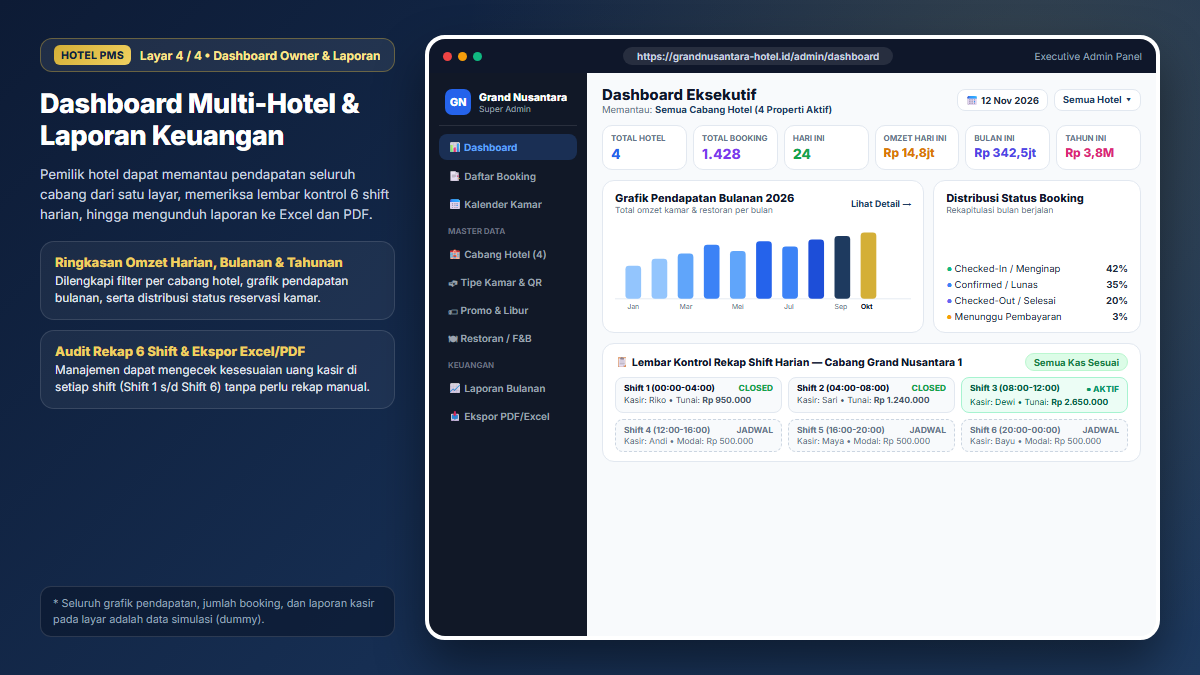 HOTEL PMS Layar 4 / 4 • Dashboard Owner & Laporan
Dashboard Multi-Hotel &
Laporan Keuangan
Pemilik hotel dapat memantau pendapatan seluruh
cabang dari satu layar, memeriksa lembar kontrol 6 shift
harian, hingga mengunduh laporan ke Excel dan PDF.
Ringkasan Omzet Harian, Bulanan & Tahunan
Dilengkapi filter per cabang hotel, grafik pendapatan
bulanan, serta distribusi status reservasi kamar.
Audit Rekap 6 Shift & Ekspor Excel/PDF
Manajemen dapat mengecek kesesuaian uang kasir di
setiap shift (Shift 1 s/d Shift 6) tanpa perlu rekap manual.
* Seluruh grafik pendapatan, jumlah booking, dan laporan kasir
pada layar adalah data simulasi (dummy).
https://grandnusantara-hotel.id/admin/dashboard
Executive Admin Panel
GN
Grand Nusantara
Super Admin
Dashboard
Daftar Booking
Kalender Kamar
MASTER DATA
Cabang Hotel (4)
Tipe Kamar & QR
Promo & Libur
Restoran / F&B
KEUANGAN
Laporan Bulanan
Ekspor PDF/Excel
Dashboard Eksekutif
Memantau: Semua Cabang Hotel (4 Properti Aktif)
12 Nov 2026
Semua Hotel
TOTAL HOTEL
4
TOTAL BOOKING
1.428
HARI INI
24
OMZET HARI INI
Rp 14,8jt
BULAN INI
Rp 342,5jt
TAHUN INI
Rp 3,8M
Grafik Pendapatan Bulanan 2026
Total omzet kamar & restoran per bulan
Lihat Detail →
Jan Mar Mei Jul Sep Okt
Distribusi Status Booking
Rekapitulasi bulan berjalan
Checked-In / Menginap 42%
Confirmed / Lunas 35%
Checked-Out / Selesai 20%
Menunggu Pembayaran 3%
Lembar Kontrol Rekap Shift Harian — Cabang Grand Nusantara 1
Semua Kas Sesuai
Shift 1 (00:00-04:00) CLOSED
Kasir: Riko • Tunai: Rp 950.000
Shift 2 (04:00-08:00) CLOSED
Kasir: Sari • Tunai: Rp 1.240.000
Shift 3 (08:00-12:00) ● AKTIF
Kasir: Dewi • Tunai: Rp 2.650.000
Shift 4 (12:00-16:00) JADWAL
Kasir: Andi • Modal: Rp 500.000
Shift 5 (16:00-20:00) JADWAL
Kasir: Maya • Modal: Rp 500.000
Shift 6 (20:00-00:00) JADWAL
Kasir: Bayu • Modal: Rp 500.000